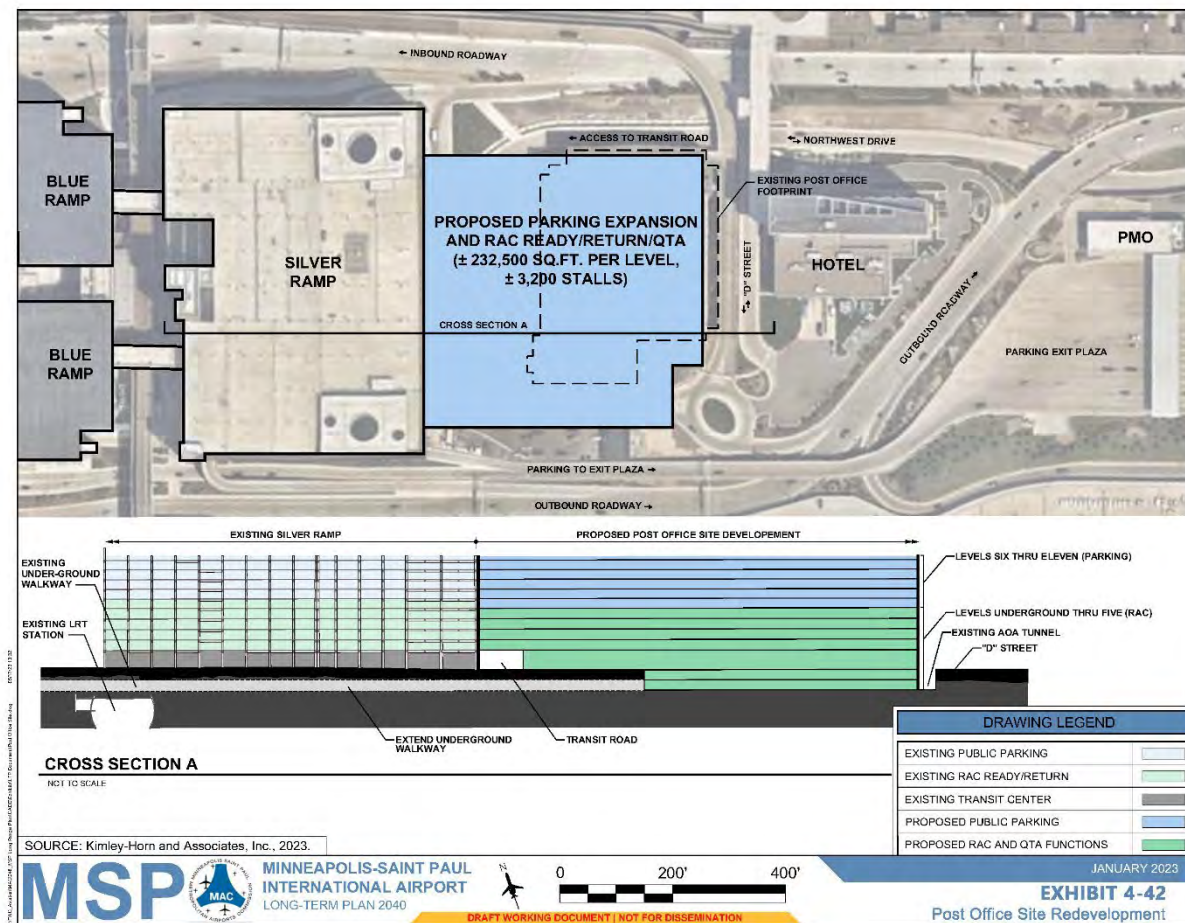 ← INBOUND ROADWAY
← ACCESS TO TRANSIT ROAD
NORTHWEST DRIVE
EXISTING POST OFFICE
FOOTPRINT
BLUE
RAMP
SILVER
RAMP
PROPOSED PARKING EXPANSION
AND RAC READY/RETURN/QTA
(± 232,500 SQ.FT. PER LEVEL,
± 3,200 STALLS)
"D" STREET
HOTEL
PMO
CROSS SECTION A
BLUE
RAMP
OUTBOUND ROADWAY
PARKING EXIT PLAZA
PARKING TO EXIT PLAZA →
OUTBOUND ROADWAY →
EXISTING SILVER RAMP
PROPOSED POST OFFICE SITE DEVELOPEMENT
EXISTING
UNDER-GROUND
WALKWAY
EXISTING LRT
STATION
LEVELS SIX THRU ELEVEN (PARKING)
LEVELS UNDERGROUND THRU FIVE (RAC)
EXISTING AOA TUNNEL
"D" STREET
EXTEND UNDERGROUND
WALKWAY
TRANSIT ROAD
CROSS SECTION A
NOT TO SCALE
DRAWING LEGEND
EXISTING PUBLIC PARKING
EXISTING RAC READY/RETURN
EXISTING TRANSIT CENTER
PROPOSED PUBLIC PARKING
PROPOSED RAC AND QTA FUNCTIONS
SOURCE: Kimley-Horn and Associates, Inc., 2023.
MSP
MAC
MINNEAPOLIS-SAINT PAUL
INTERNATIONAL AIRPORT
LONG-TERM PLAN 2040
N
0 200' 400'
DRAFT WORKING DOCUMENT | NOT FOR DISSEMINATION
JANUARY 2023
EXHIBIT 4-42
Post Office Site Redevelopment